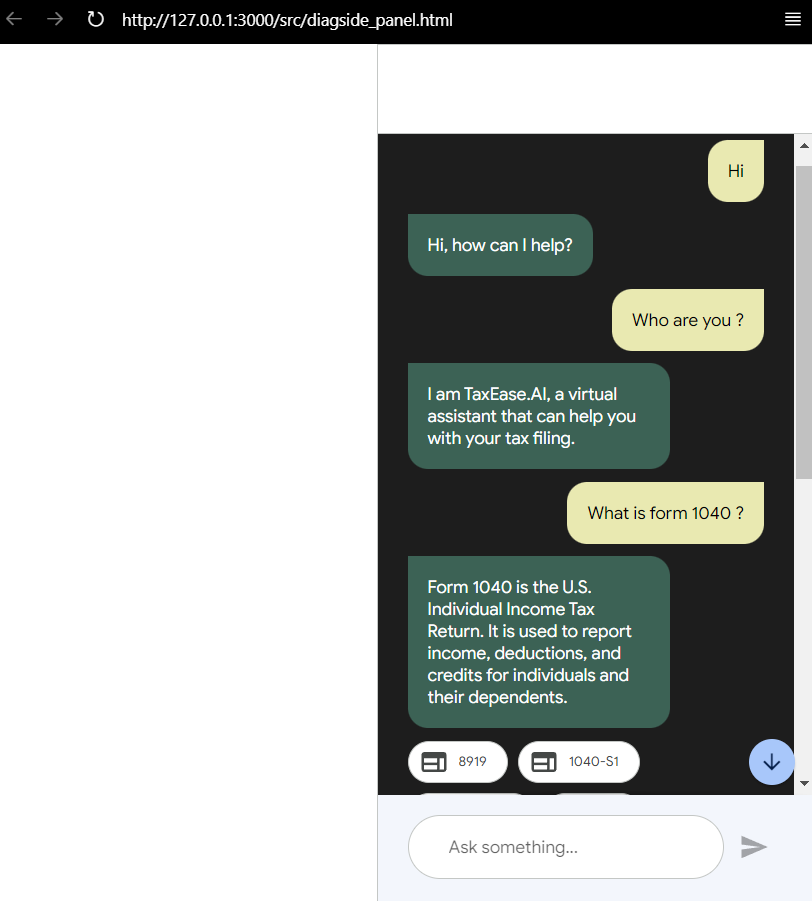 http://127.0.0.1:3000/src/diagside_panel.html
Hi
Hi, how can I help?
Who are you ?
I am TaxEase.AI, a virtual
assistant that can help you
with your tax filing.
What is form 1040 ?
Form 1040 is the U.S.
Individual Income Tax
Return. It is used to report
income, deductions, and
credits for individuals and
their dependents.
8919
1040-S1
Ask something...